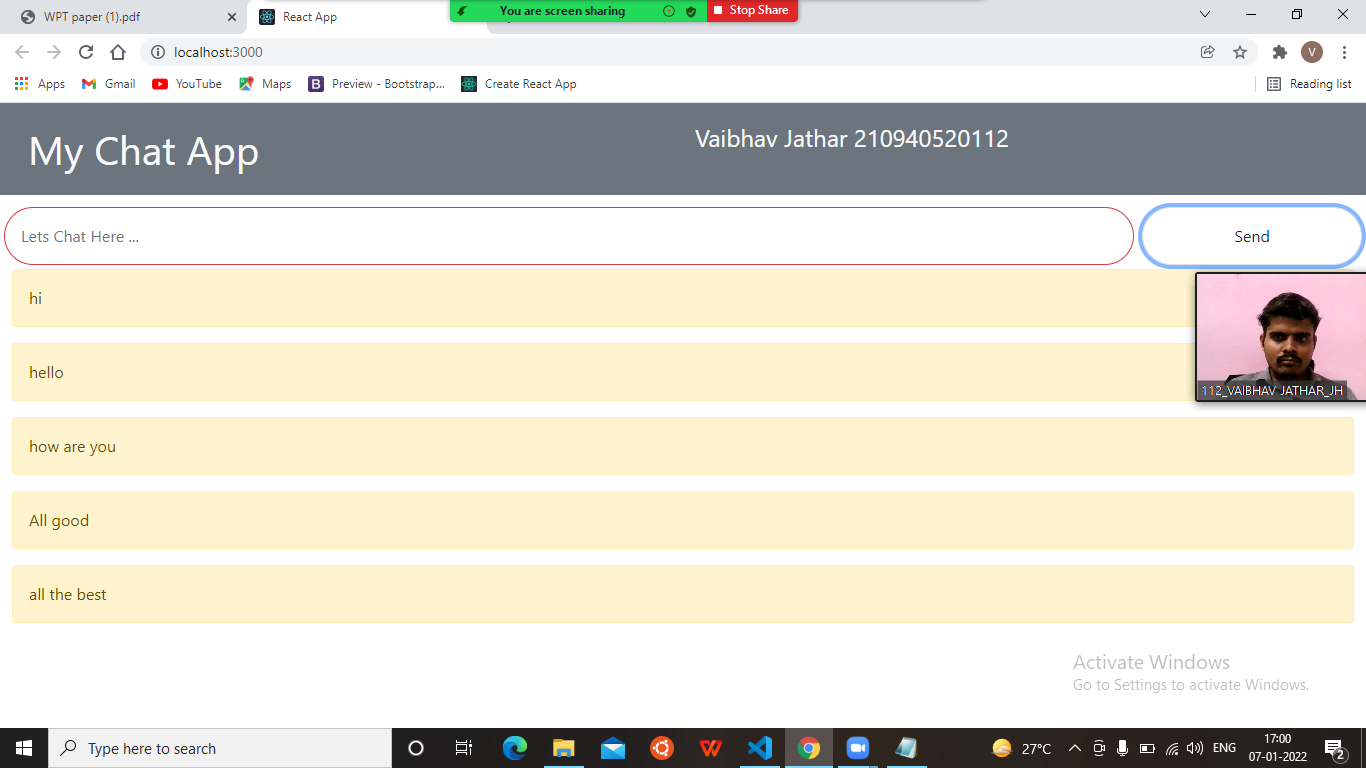 WPT paper (1).pdf
React App
You are screen sharing
Stop Share
localhost:3000
V
Apps
Gmail
YouTube
Maps
B
Preview - Bootstrap...
Create React App
Reading list
My Chat App
Vaibhav Jathar 210940520112
Lets Chat Here ...
Send
hi
hello
112_VAIBHAV JATHAR_JH
how are you
All good
all the best
Activate Windows
Go to Settings to activate Windows.
Type here to search
27°C
ENG
17:00
07-01-2022
2